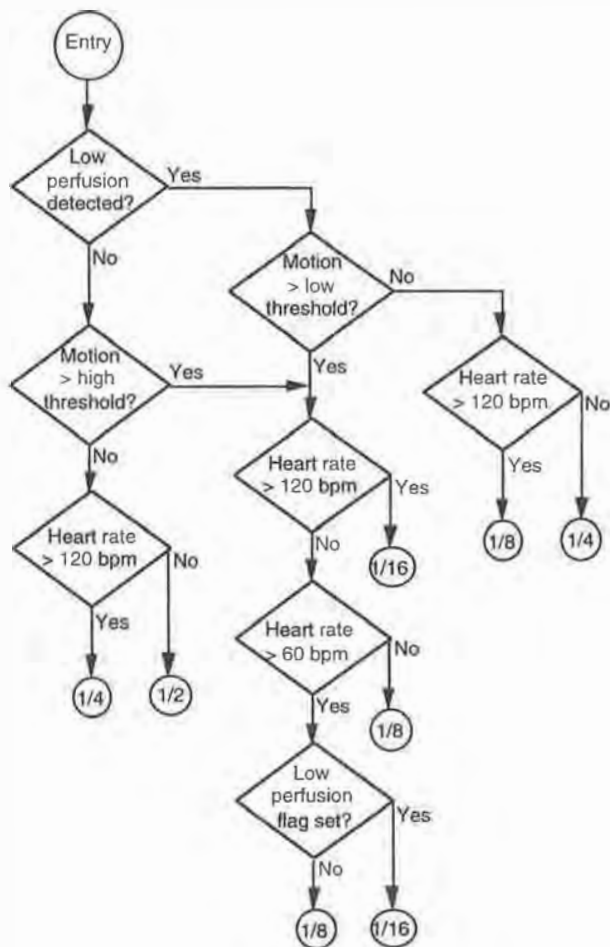 Entry
Low
perfusion
detected?
Yes
No
Motion
> low
threshold?
No
Yes
Motion
> high
threshold?
Yes
No
Heart rate
> 120 bpm
No
Yes
1/8
1/4
Heart rate
> 120 bpm
Yes
No
1/16
Heart rate
> 120 bpm
No
Yes
1/4
1/2
Heart rate
> 60 bpm
No
Yes
1/8
Low
perfusion
flag set?
Yes
No
1/8
1/16